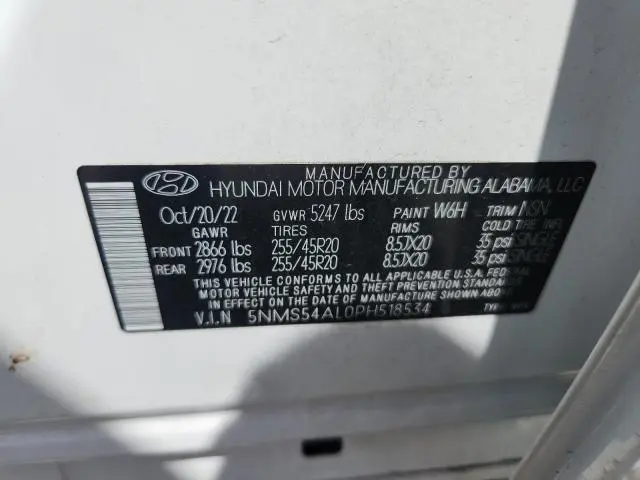 MANUFACTURED BY
HYUNDAI MOTOR MANUFACTURING ALABAMA, LLC
Oct/20/22 GVWR 5247 lbs PAINT W6H TRIM NSN
GAWR TIRES RIMS COLD TIRE INFL
FRONT 2866 lbs 255/45R20 8.5JX20 35 psi SINGLE
REAR 2976 lbs 255/45R20 8.5JX20 35 psi SINGLE
THIS VEHICLE CONFORMS TO ALL APPLICABLE U.S. FEDERAL
MOTOR VEHICLE SAFETY AND THEFT PREVENTION STANDARDS
IN EFFECT ON THE DATE OF MANUFACTURE SHOWN ABOVE
V.I.N 5NMS54AL0PH518534 TYPE: